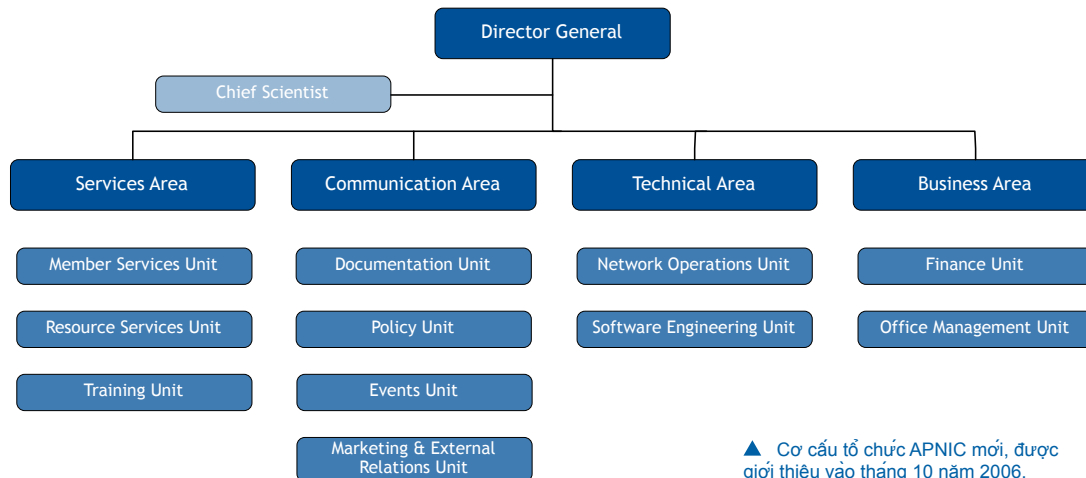 Director General
Chief Scientist
Services Area
Communication Area
Technical Area
Business Area
Member Services Unit
Documentation Unit
Network Operations Unit
Finance Unit
Resource Services Unit
Policy Unit
Software Engineering Unit
Office Management Unit
Training Unit
Events Unit
Marketing & External
Relations Unit
▲ Cơ cấu tổ chức APNIC mới, được
giới thiệu vào tháng 10 năm 2006.